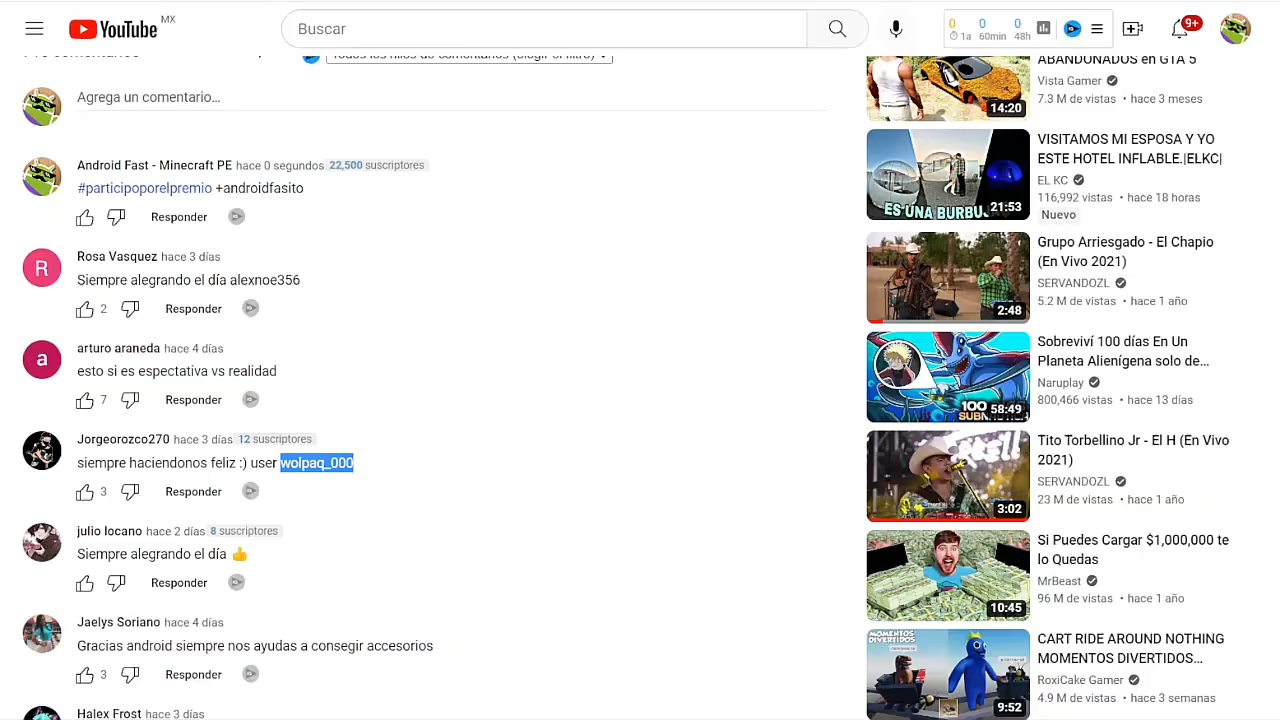 YouTube MX
Buscar
0 0 0
1a 60min 48h
9+
Todos los hilos de comentarios (elegir el filtro)
Agrega un comentario…
Android Fast - Minecraft PE hace 0 segundos 22,500 suscriptores
#participoporelpremio +androidfasito
Responder
R
Rosa Vasquez hace 3 días
Siempre alegrando el día alexnoe356
2 Responder
a
arturo araneda hace 4 días
esto si es espectativa vs realidad
7 Responder
Jorgeorozco270 hace 3 días 12 suscriptores
siempre haciendonos feliz :) user wolpaq_000
3 Responder
julio locano hace 2 días 8 suscriptores
Siempre alegrando el día 👍
Responder
Jaelys Soriano hace 4 días
Gracias android siempre nos ayudas a consegir accesorios
3 Responder
Halex Frost hace 3 días
14:20
ABANDONADOS en GTA 5
Vista Gamer
7.3 M de vistas • hace 3 meses
ES UNA BURBUJ
21:53
VISITAMOS MI ESPOSA Y YO
ESTE HOTEL INFLABLE.|ELKC|
EL KC
116,992 vistas • hace 18 horas
Nuevo
2:48
Grupo Arriesgado - El Chapio
(En Vivo 2021)
SERVANDOZL
5.2 M de vistas • hace 1 año
100
58:49
Sobreviví 100 días En Un
Planeta Alienígena solo de…
Naruplay
800,466 vistas • hace 13 días
3:02
Tito Torbellino Jr - El H (En Vivo
2021)
SERVANDOZL
23 M de vistas • hace 1 año
10:45
Si Puedes Cargar $1,000,000 te
lo Quedas
MrBeast
96 M de vistas • hace 1 año
MOMENTOS
DIVERTIDOS
9:52
CART RIDE AROUND NOTHING
MOMENTOS DIVERTIDOS…
RoxiCake Gamer
4.9 M de vistas • hace 3 semanas